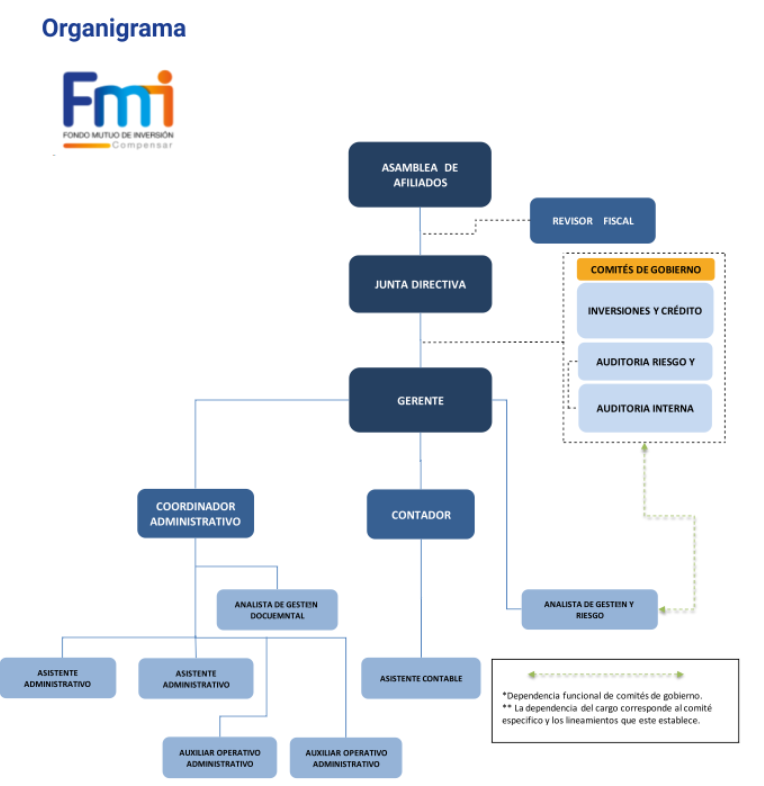 Organigrama
Fmi
FONDO MUTUO DE INVERSIÓN
Compensar
ASAMBLEA DE
AFILIADOS
REVISOR FISCAL
JUNTA DIRECTIVA
COMITÉS DE GOBIERNO
INVERSIONES Y CRÉDITO
AUDITORIA RIESGO Y
AUDITORIA INTERNA
GERENTE
COORDINADOR
ADMINISTRATIVO
CONTADOR
ANALISTA DE GESTIEN
DOCUEMNTAL
ANALISTA DE GESTIEN Y
RIESGO
ASISTENTE
ADMINISTRATIVO
ASISTENTE
ADMINISTRATIVO
ASISTENTE CONTABLE
*Dependencia funcional de comités de gobierno.
** La dependencia del cargo corresponde al comité
especifico y los lineamientos que este establece.
AUXILIAR OPERATIVO
ADMINISTRATIVO
AUXILIAR OPERATIVO
ADMINISTRATIVO